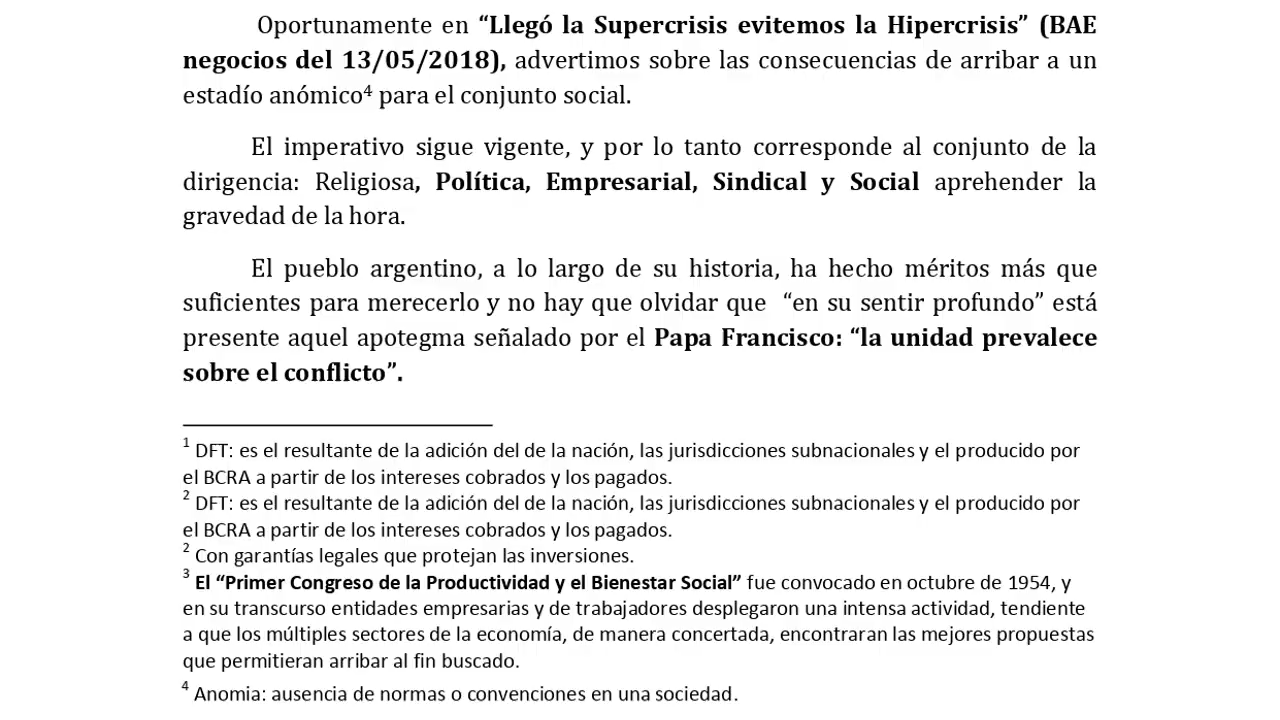 Oportunamente en “Llegó la Supercrisis evitemos la Hipercrisis” (BAE
negocios del 13/05/2018), advertimos sobre las consecuencias de arribar a un
estadío anómico4 para el conjunto social.
El imperativo sigue vigente, y por lo tanto corresponde al conjunto de la
dirigencia: Religiosa, Política, Empresarial, Sindical y Social aprehender la
gravedad de la hora.
El pueblo argentino, a lo largo de su historia, ha hecho méritos más que
suficientes para merecerlo y no hay que olvidar que “en su sentir profundo” está
presente aquel apotegma señalado por el Papa Francisco: “la unidad prevalece
sobre el conflicto”.
1 DFT: es el resultante de la adición del de la nación, las jurisdicciones subnacionales y el producido por
el BCRA a partir de los intereses cobrados y los pagados.
2 DFT: es el resultante de la adición del de la nación, las jurisdicciones subnacionales y el producido por
el BCRA a partir de los intereses cobrados y los pagados.
2 Con garantías legales que protejan las inversiones.
3 El “Primer Congreso de la Productividad y el Bienestar Social” fue convocado en octubre de 1954, y
en su transcurso entidades empresarias y de trabajadores desplegaron una intensa actividad, tendiente
a que los múltiples sectores de la economía, de manera concertada, encontraran las mejores propuestas
que permitieran arribar al fin buscado.
4 Anomia: ausencia de normas o convenciones en una sociedad.